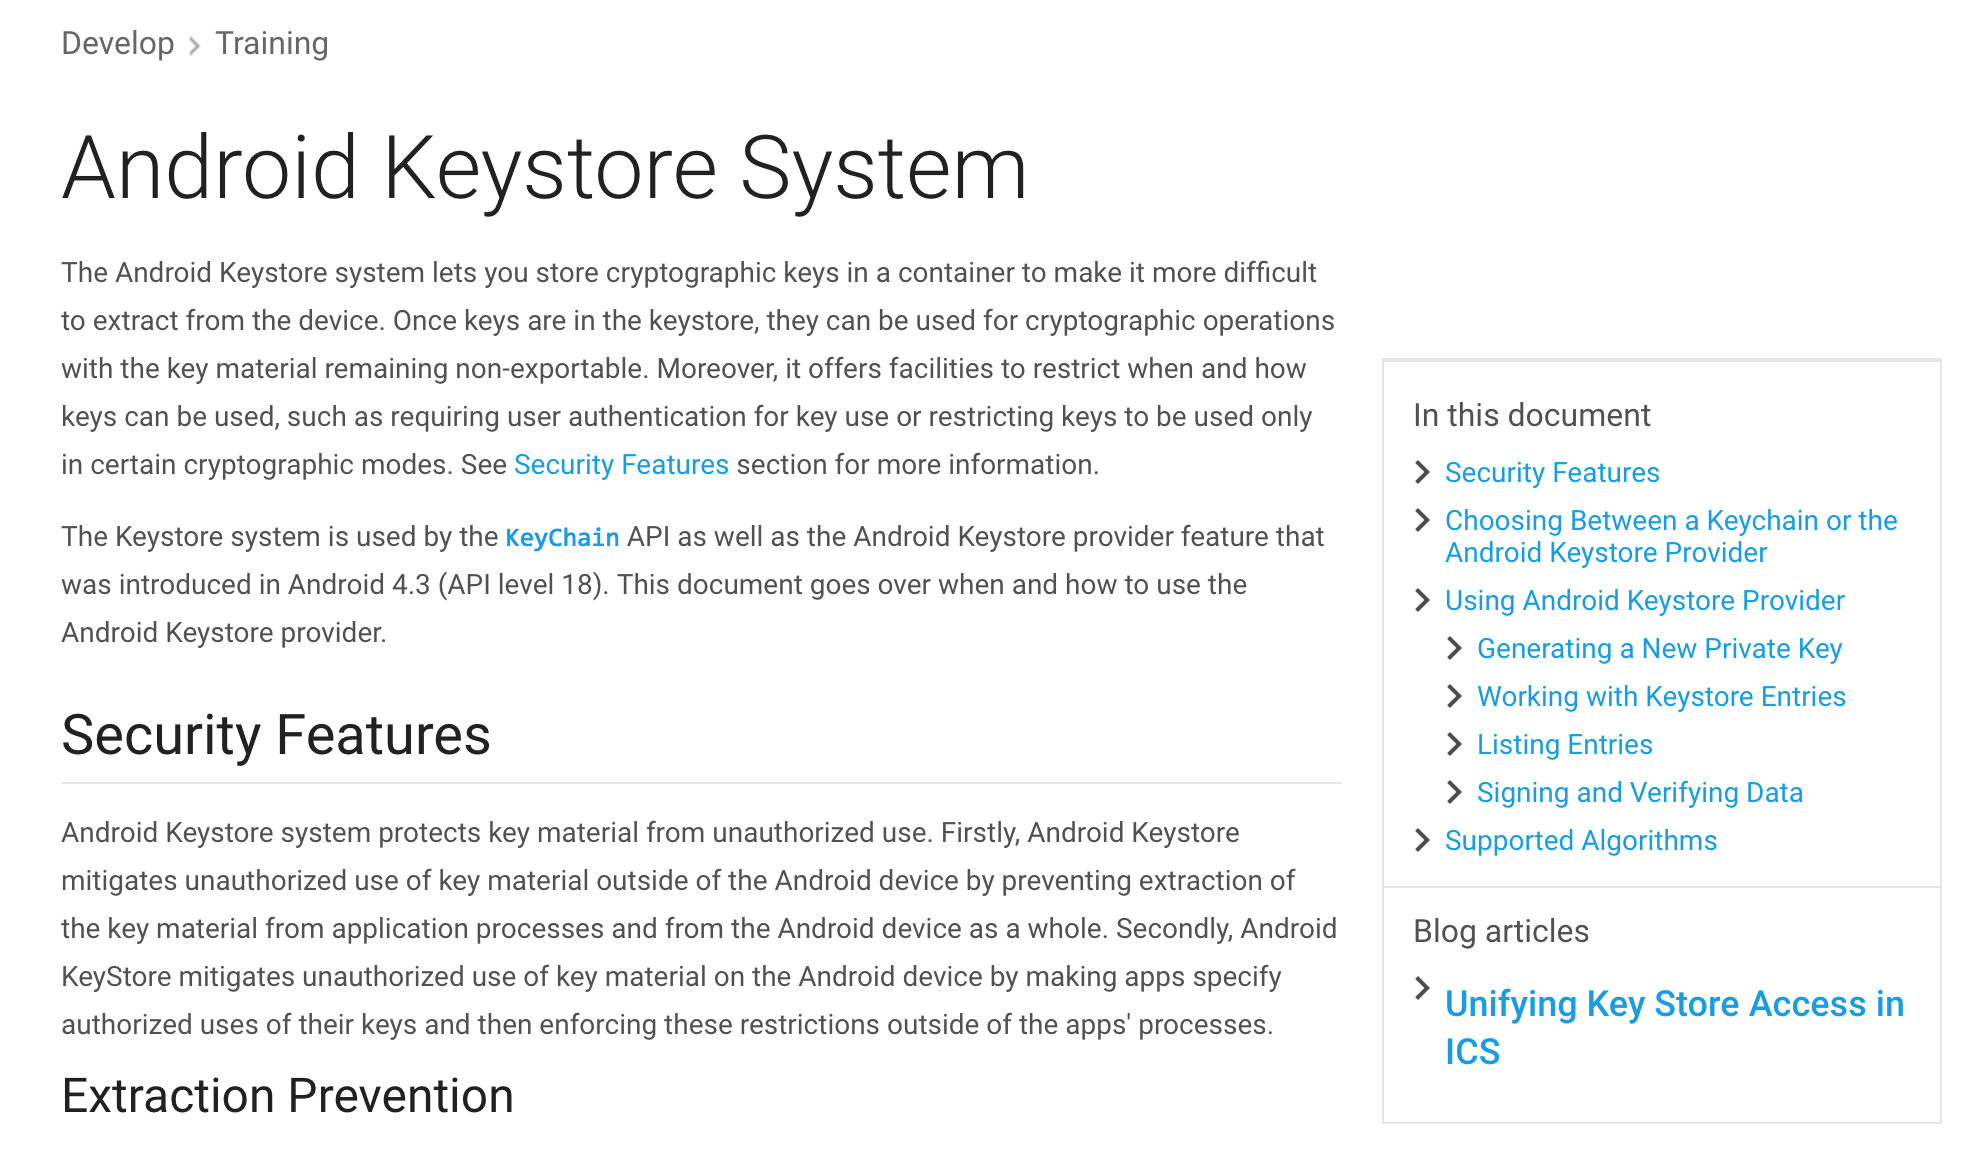 Develop > Training
Android Keystore System
The Android Keystore system lets you store cryptographic keys in a container to make it more difficult
to extract from the device. Once keys are in the keystore, they can be used for cryptographic operations
with the key material remaining non-exportable. Moreover, it offers facilities to restrict when and how
keys can be used, such as requiring user authentication for key use or restricting keys to be used only
in certain cryptographic modes. See Security Features section for more information.
The Keystore system is used by the KeyChain API as well as the Android Keystore provider feature that
was introduced in Android 4.3 (API level 18). This document goes over when and how to use the
Android Keystore provider.
Security Features
Android Keystore system protects key material from unauthorized use. Firstly, Android Keystore
mitigates unauthorized use of key material outside of the Android device by preventing extraction of
the key material from application processes and from the Android device as a whole. Secondly, Android
KeyStore mitigates unauthorized use of key material on the Android device by making apps specify
authorized uses of their keys and then enforcing these restrictions outside of the apps' processes.
Extraction Prevention
In this document
Security Features
Choosing Between a Keychain or the
Android Keystore Provider
Using Android Keystore Provider
Generating a New Private Key
Working with Keystore Entries
Listing Entries
Signing and Verifying Data
Supported Algorithms
Blog articles
Unifying Key Store Access in
ICS